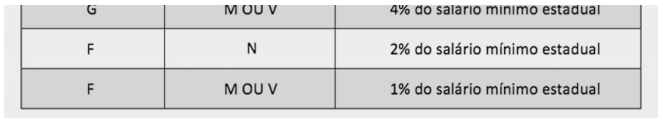 G M OU V 4% do salário mínimo estadual
F N 2% do salário mínimo estadual
F M OU V 1% do salário mínimo estadual